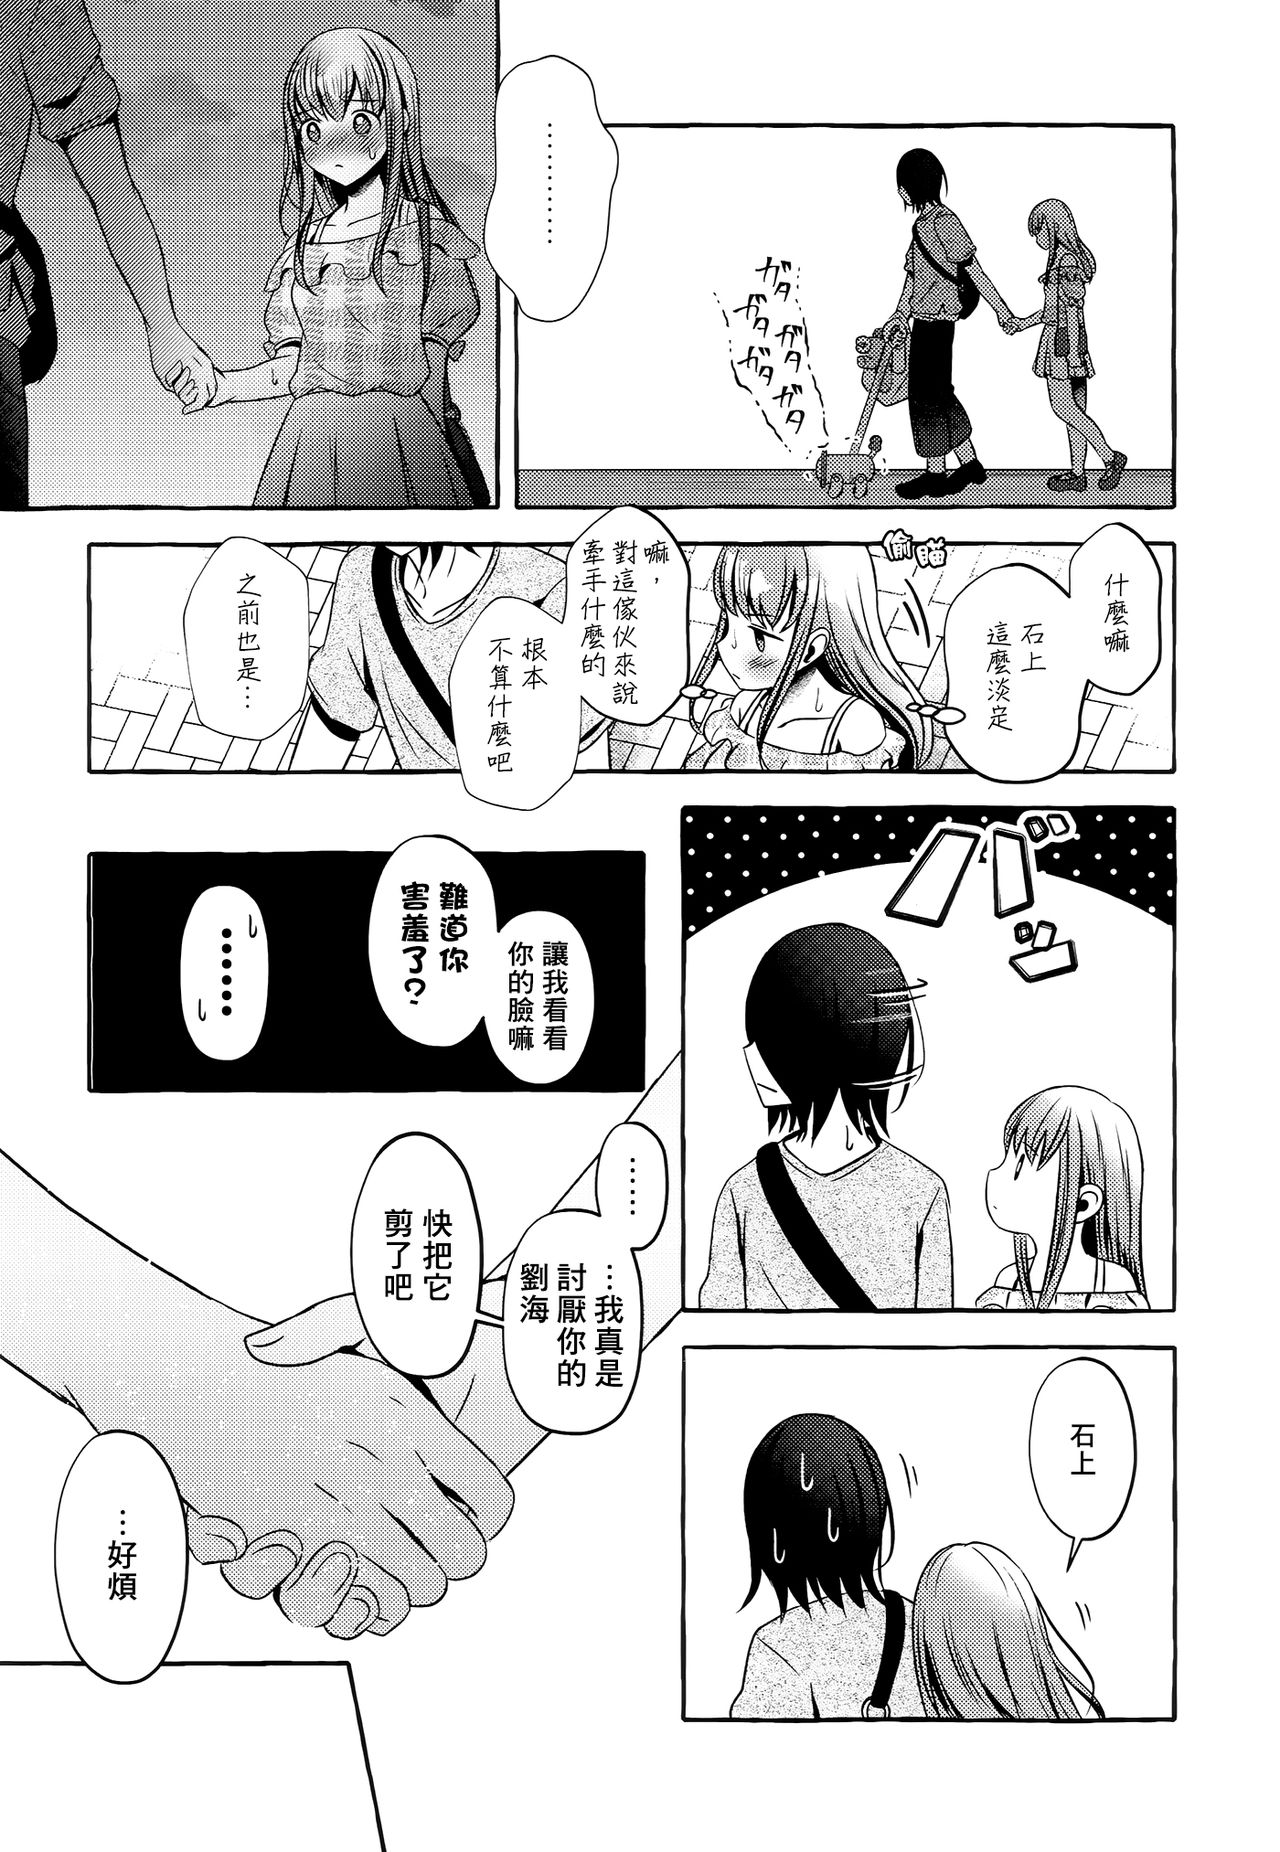 ガタ
ガタ
ガタ
ガタ
ガタ
…………
什麼嘛
石上
這麼淡定
偷瞄
嘛，
對這傢伙來說
牽手什麼的
根本
不算什麼吧
之前也是…
バッ
石上
讓我看看
你的臉嘛
難道你
害羞了？
……
……
…我真是
討厭你的
劉海
快把它
剪了吧
…好煩